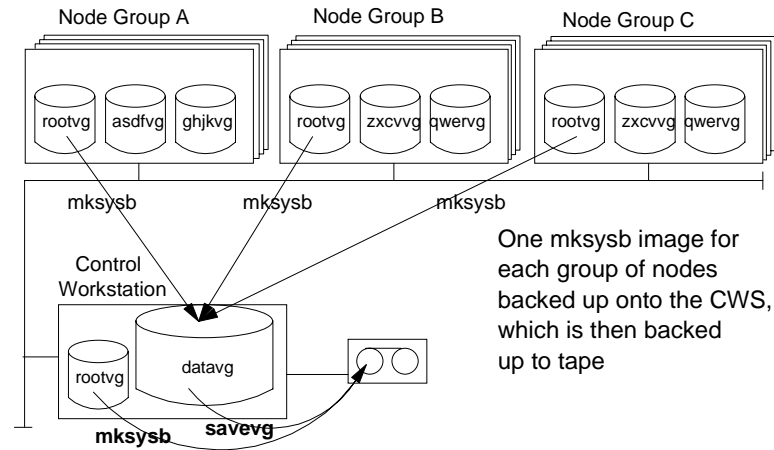 Node Group A
Node Group B
Node Group C
rootvg
asdfvg
ghjkvg
rootvg
zxcvvg
qwervg
rootvg
zxcvvg
qwervg
mksysb
mksysb
mksysb
One mksysb image for
each group of nodes
backed up onto the CWS,
which is then backed
up to tape
Control
Workstation
rootvg
datavg
mksysb
savevg